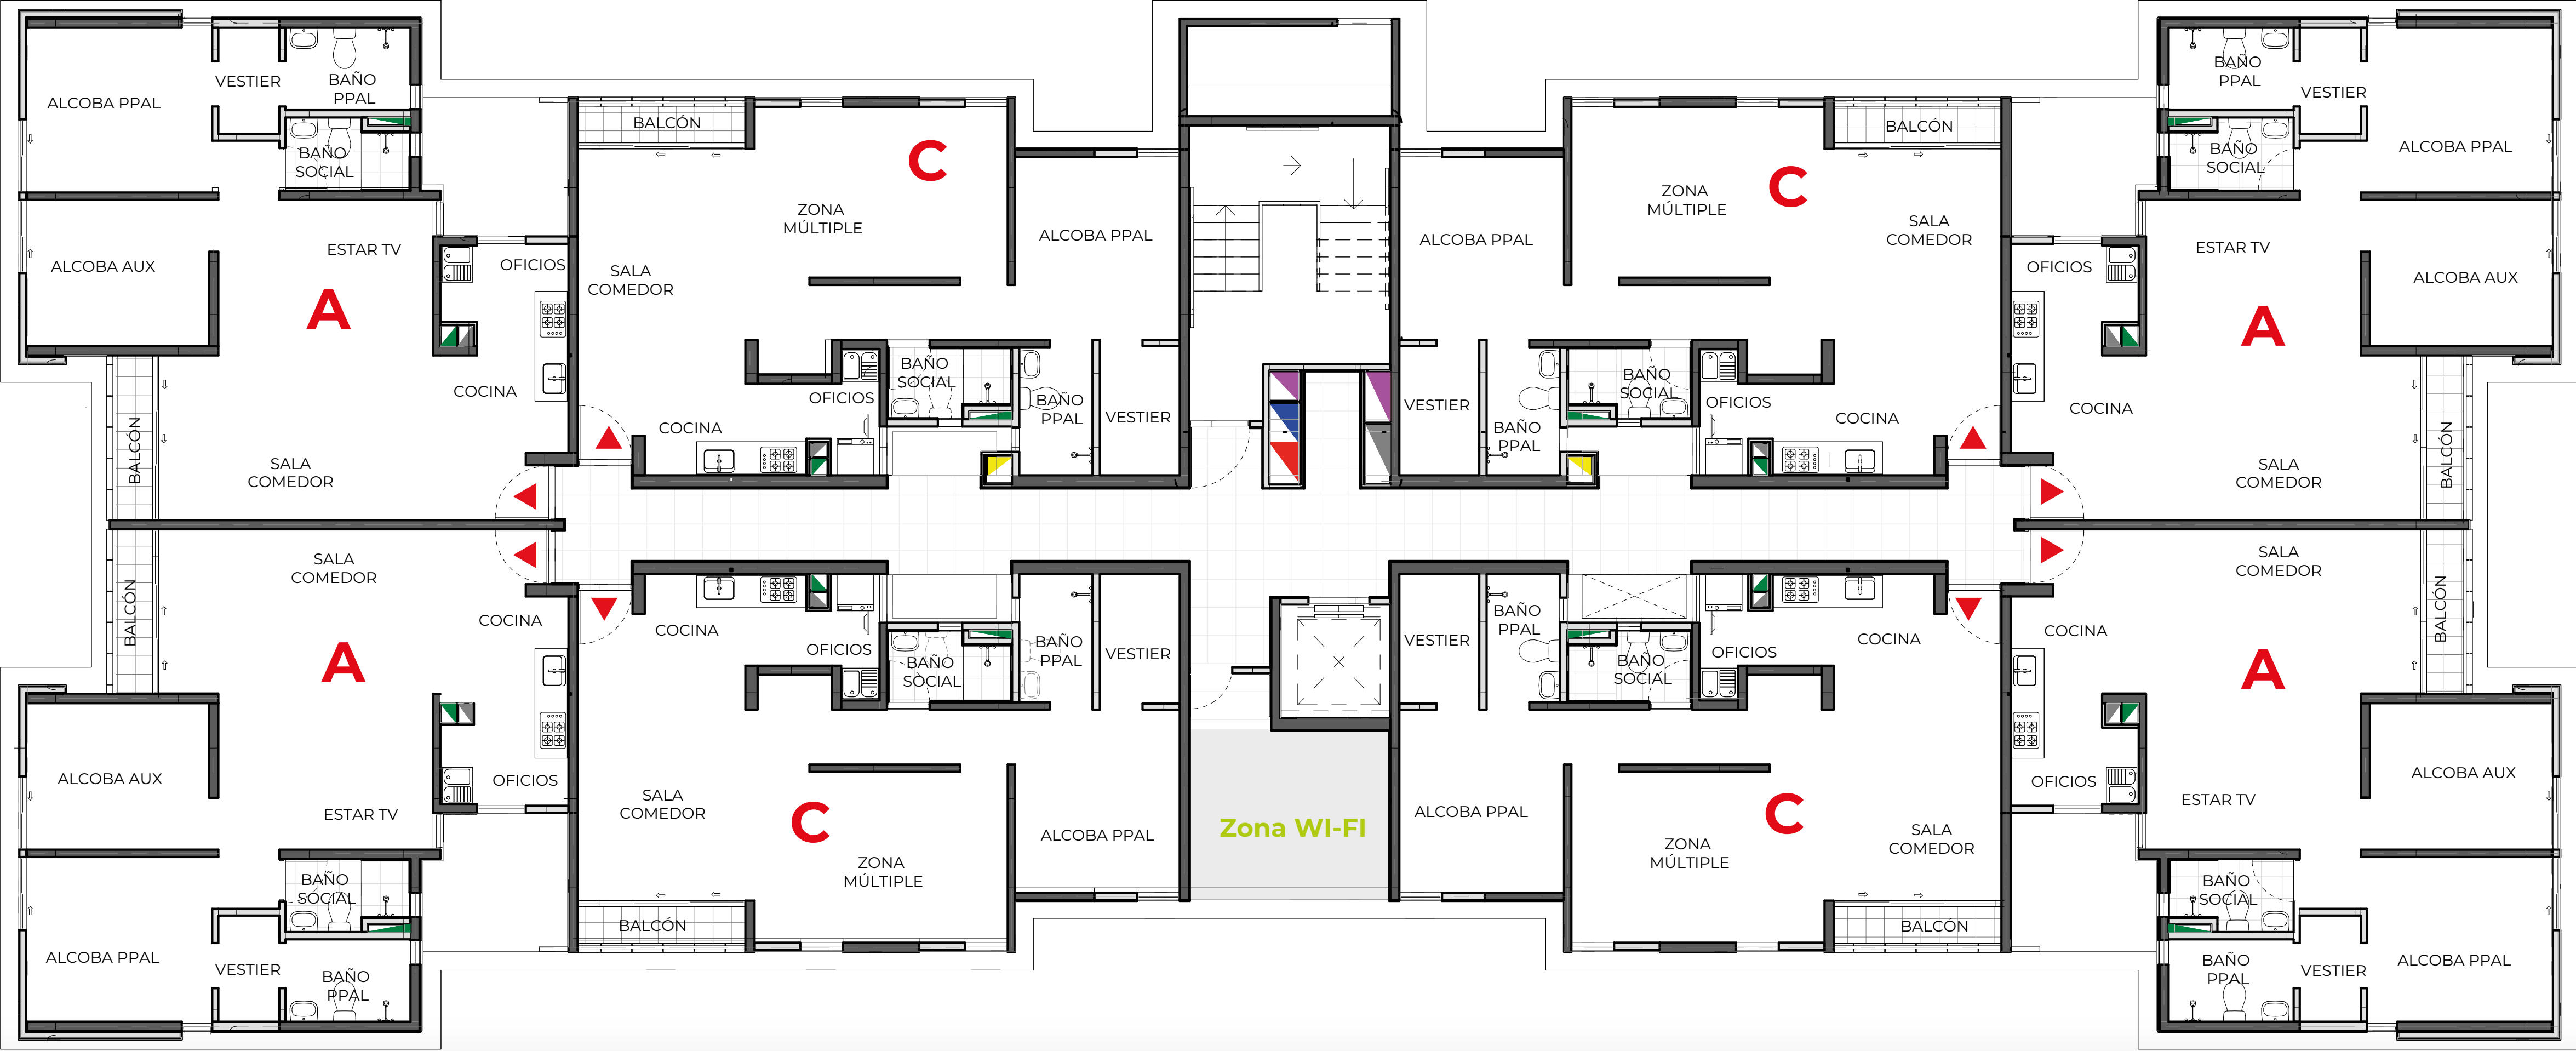 ALCOBA PPAL
VESTIER
BAÑO
PPAL
BAÑO
SOCIAL
ALCOBA AUX
ESTAR TV
OFICIOS
A
COCINA
SALA
COMEDOR
BALCÓN
BALCÓN
C
ZONA
MÚLTIPLE
SALA
COMEDOR
ALCOBA PPAL
BAÑO
SOCIAL
OFICIOS
COCINA
BAÑO
PPAL
VESTIER
BALCÓN
C
ZONA
MÚLTIPLE
SALA
COMEDOR
ALCOBA PPAL
VESTIER
BAÑO
PPAL
BAÑO
SOCIAL
OFICIOS
COCINA
BAÑO
PPAL
VESTIER
ALCOBA PPAL
BAÑO
SOCIAL
ESTAR TV
OFICIOS
ALCOBA AUX
A
COCINA
SALA
COMEDOR
BALCÓN
SALA
COMEDOR
BALCÓN
COCINA
A
ALCOBA AUX
OFICIOS
ESTAR TV
BAÑO
SOCIAL
ALCOBA PPAL
VESTIER
BAÑO
PPAL
COCINA
OFICIOS
BAÑO
SOCIAL
BAÑO
PPAL
VESTIER
SALA
COMEDOR
C
ZONA
MÚLTIPLE
ALCOBA PPAL
BALCÓN
Zona WI-FI
VESTIER
BAÑO
PPAL
BAÑO
SOCIAL
OFICIOS
COCINA
ALCOBA PPAL
C
ZONA
MÚLTIPLE
SALA
COMEDOR
BALCÓN
SALA
COMEDOR
BALCÓN
COCINA
A
OFICIOS
ESTAR TV
ALCOBA AUX
BAÑO
SOCIAL
BAÑO
PPAL
VESTIER
ALCOBA PPAL